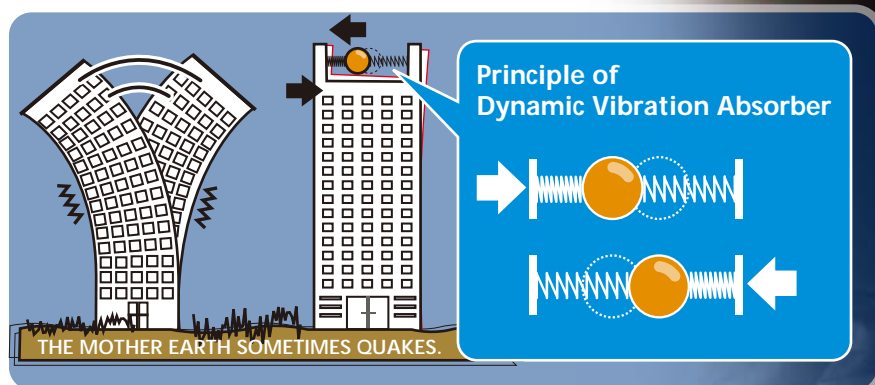 Principle of
Dynamic Vibration Absorber
THE MOTHER EARTH SOMETIMES QUAKES.